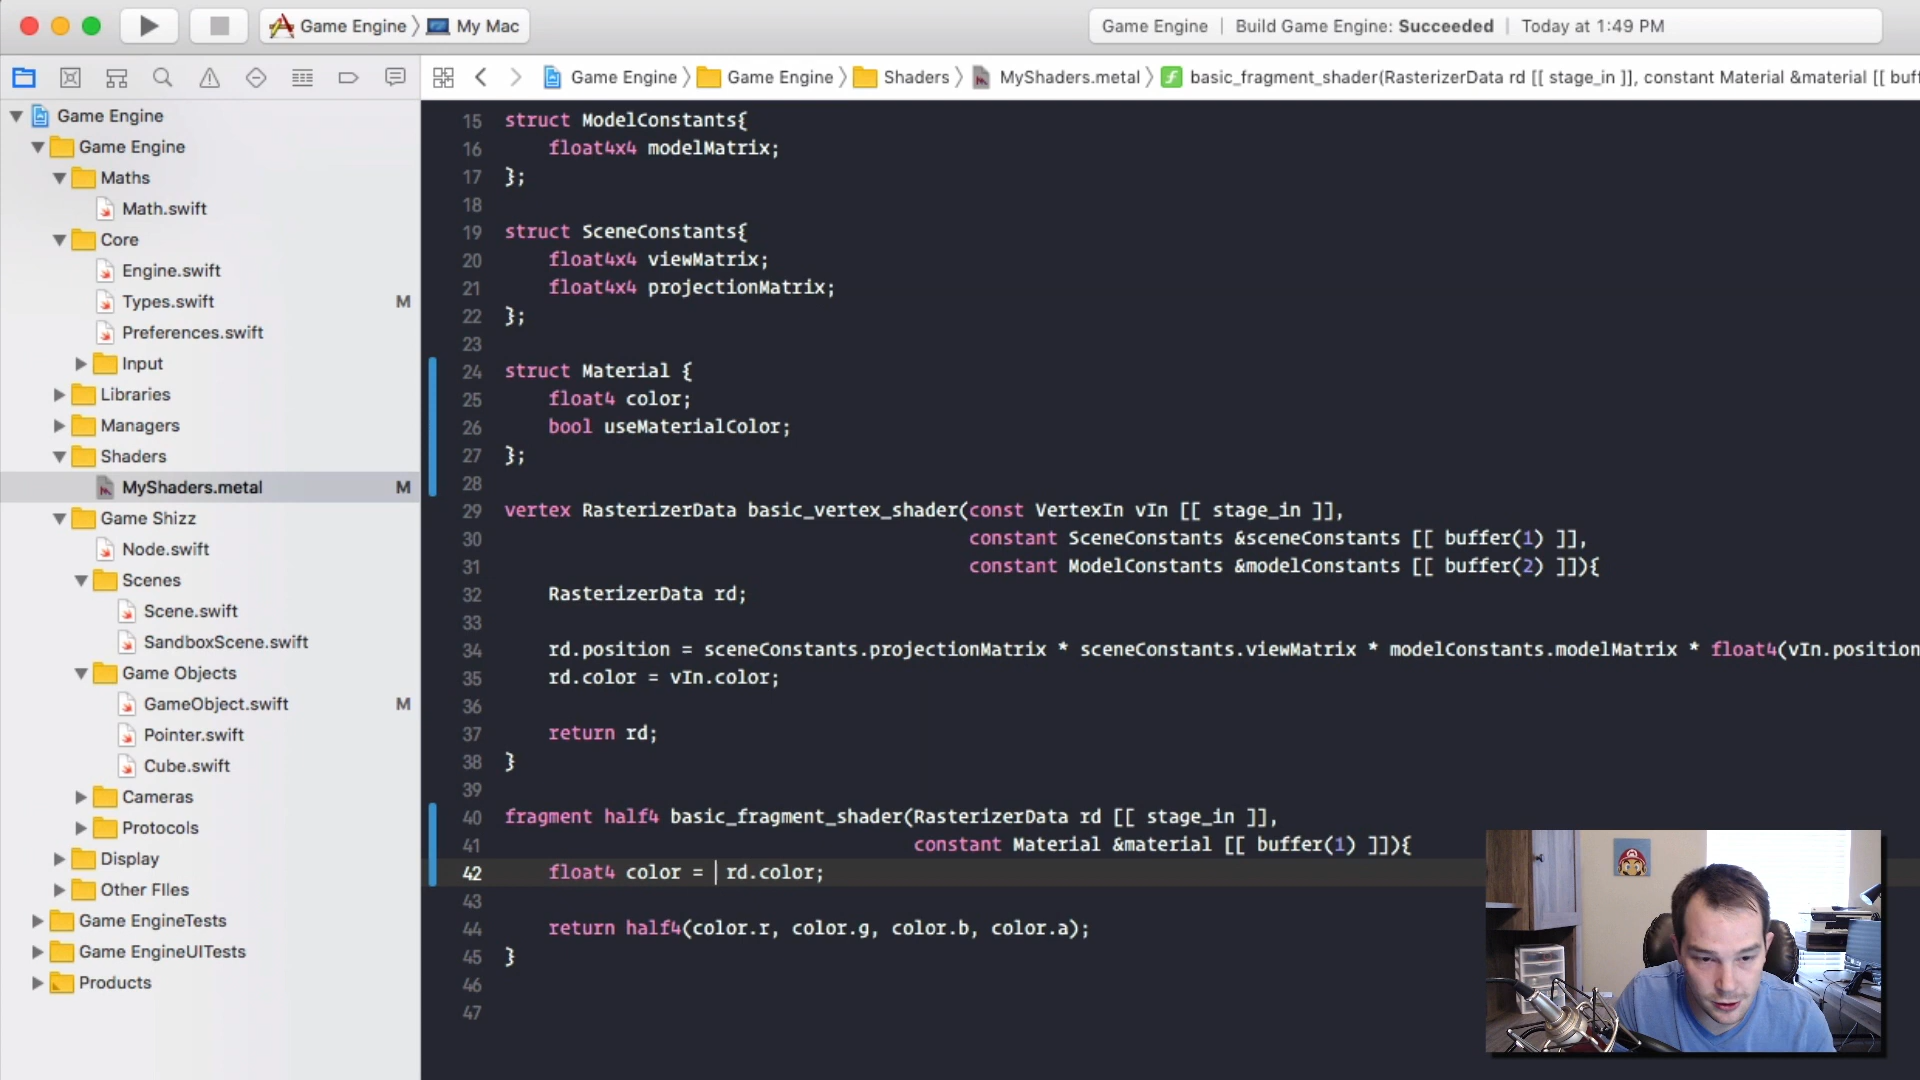 Game Engine 〉 My Mac
Game Engine | Build Game Engine: Succeeded | Today at 1:49 PM
Game Engine 〉 Game Engine 〉 Shaders 〉 MyShaders.metal 〉 f basic_fragment_shader(RasterizerData rd [[ stage_in ]], constant Material &material [[ buff
Game Engine
Game Engine
Maths
Math.swift
Core
Engine.swift
Types.swift M
Preferences.swift
Input
Libraries
Managers
Shaders
MyShaders.metal M
Game Shizz
Node.swift
Scenes
Scene.swift
SandboxScene.swift
Game Objects
GameObject.swift M
Pointer.swift
Cube.swift
Cameras
Protocols
Display
Other FIles
Game EngineTests
Game EngineUITests
Products
15 struct ModelConstants{
16 float4x4 modelMatrix;
17 };
18
19 struct SceneConstants{
20 float4x4 viewMatrix;
21 float4x4 projectionMatrix;
22 };
23
24 struct Material {
25 float4 color;
26 bool useMaterialColor;
27 };
28
29 vertex RasterizerData basic_vertex_shader(const VertexIn vIn [[ stage_in ]],
30 constant SceneConstants &sceneConstants [[ buffer(1) ]],
31 constant ModelConstants &modelConstants [[ buffer(2) ]]){
32 RasterizerData rd;
33
34 rd.position = sceneConstants.projectionMatrix * sceneConstants.viewMatrix * modelConstants.modelMatrix * float4(vIn.position
35 rd.color = vIn.color;
36
37 return rd;
38 }
39
40 fragment half4 basic_fragment_shader(RasterizerData rd [[ stage_in ]],
41 constant Material &material [[ buffer(1) ]]){
42 float4 color = rd.color;
43
44 return half4(color.r, color.g, color.b, color.a);
45 }
46
47